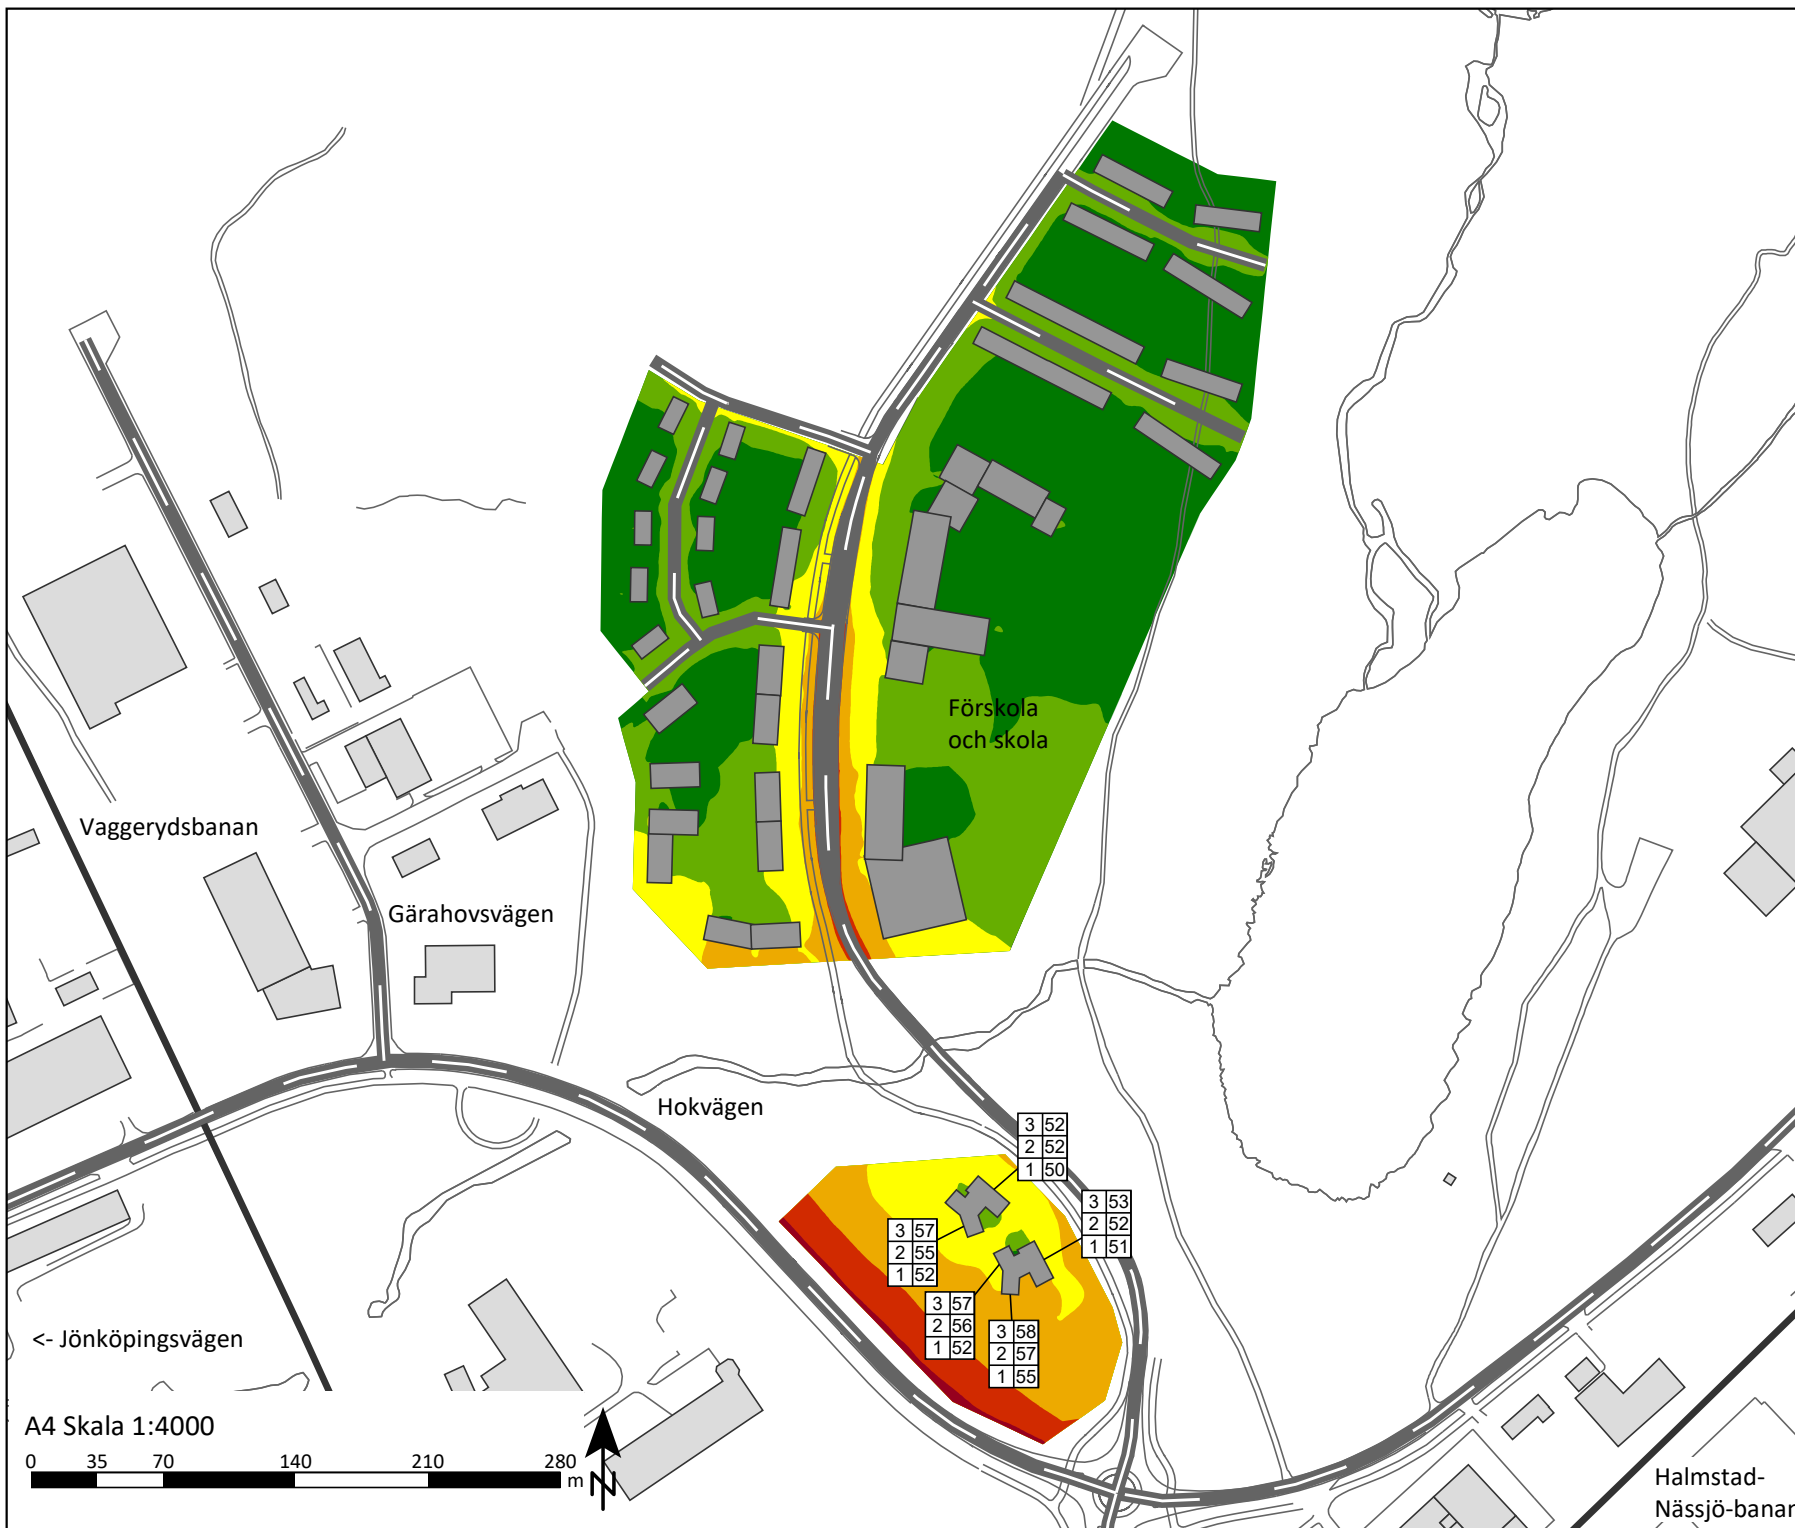 Förskola
och skola
Vaggerydsbanan
Gärahovsvägen
Hokvägen
3 52
2 52
1 50
3 53
2 52
1 51
3 57
2 55
1 52
3 57
2 56
1 52
3 58
2 57
1 55
<- Jönköpingsvägen
A4 Skala 1:4000
0 35 70 140 210 280
m
N
Halmstad-
Nässjö-banan